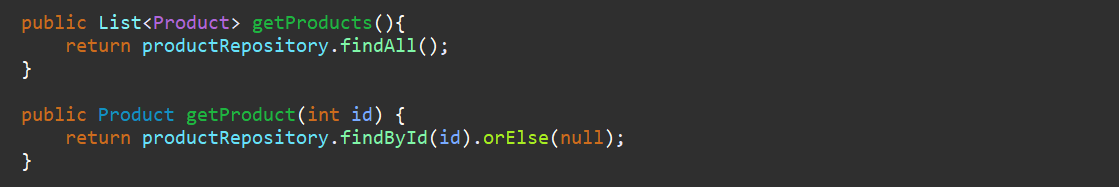 public List<Product> getProducts(){
    return productRepository.findAll();
}

public Product getProduct(int id) {
    return productRepository.findById(id).orElse(null);
}